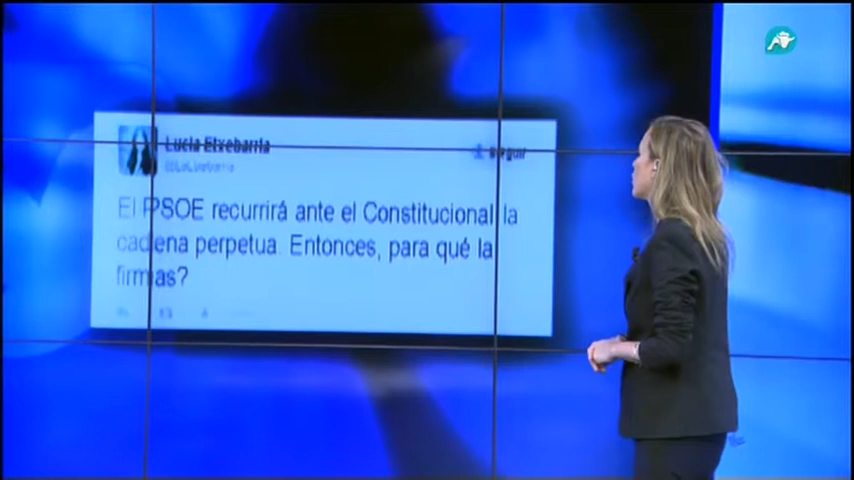 Lucía Etxebarria
seguir
El PSOE recurrirá ante el Constitucional la
cadena perpetua. Entonces, para qué la
firmas?